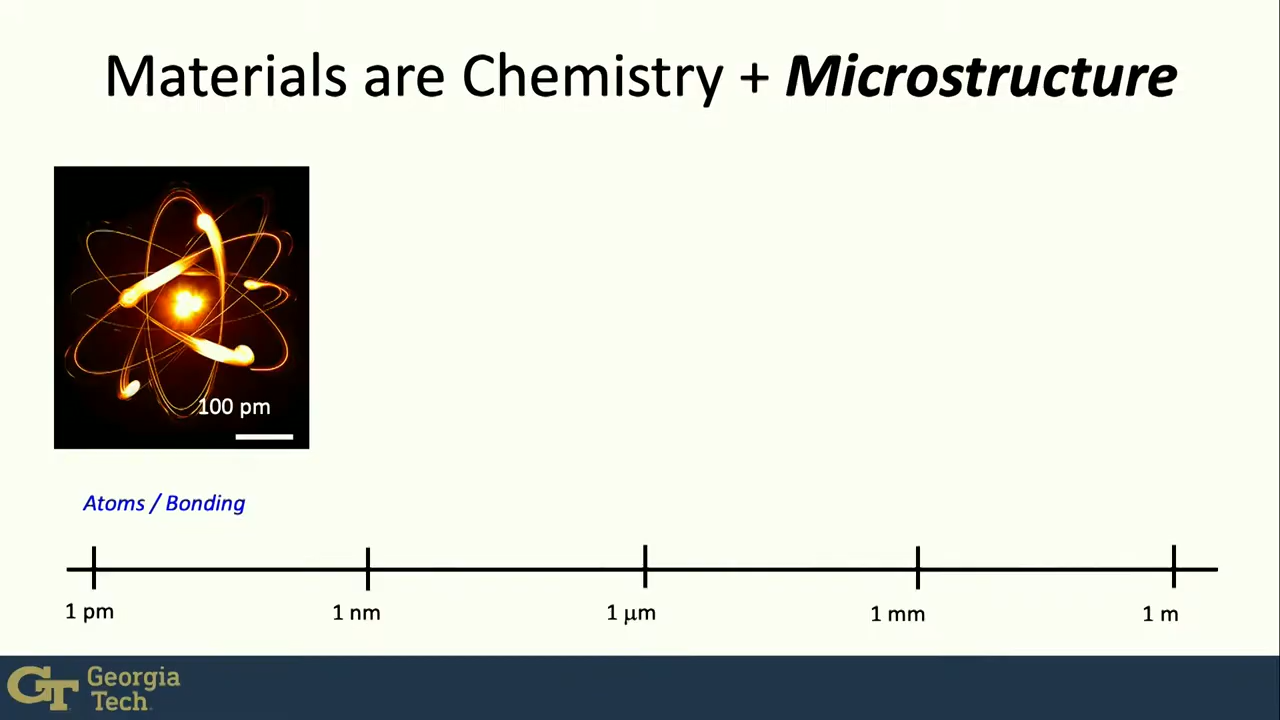 Materials are Chemistry + Microstructure
100 pm
Atoms / Bonding
1 pm
1 nm
1 μm
1 mm
1 m
GT Georgia
Tech